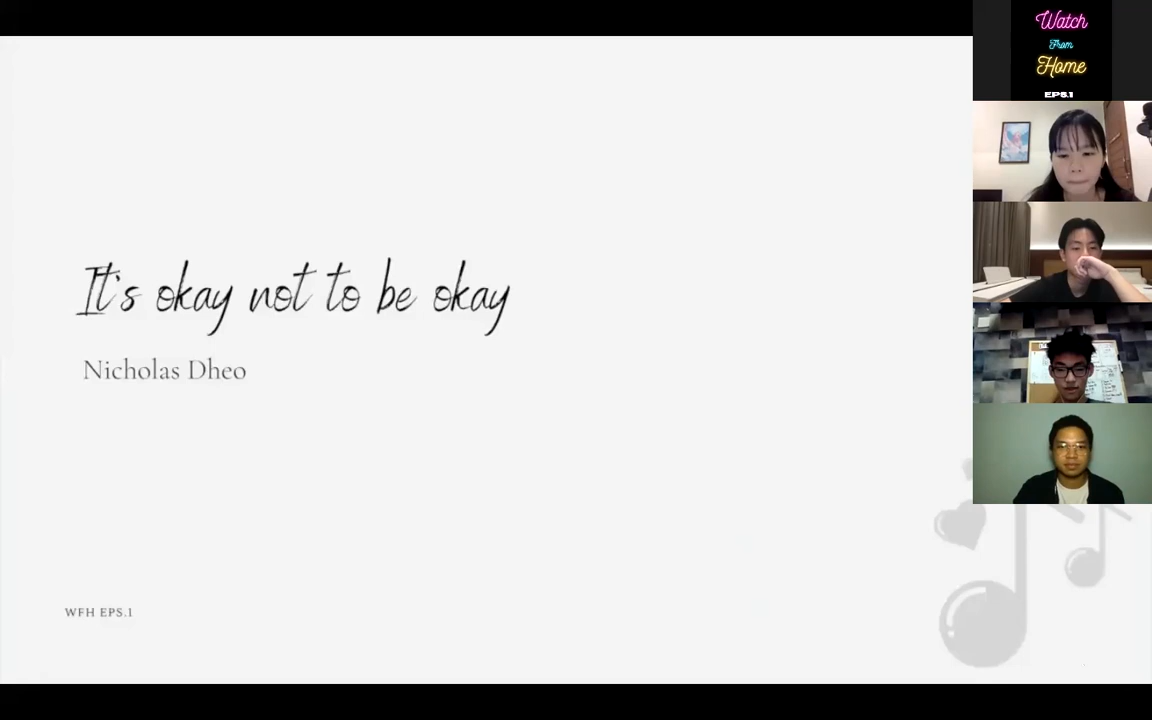 It's okay not to be okay
Nicholas Dheo
WFH EPS.1
Watch
From
Home
EPS.1